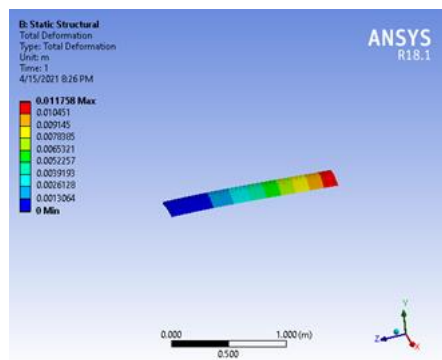 B: Static Structural
Total Deformation
Type: Total Deformation
Unit: m
Time: 1
4/15/2021 8:26 PM
ANSYS
R18.1
0.011758 Max
0.010451
0.009145
0.0078385
0.0065321
0.0052257
0.0039193
0.0026128
0.0013064
0 Min
0.000
1.000 (m)
0.500
Y
Z
X